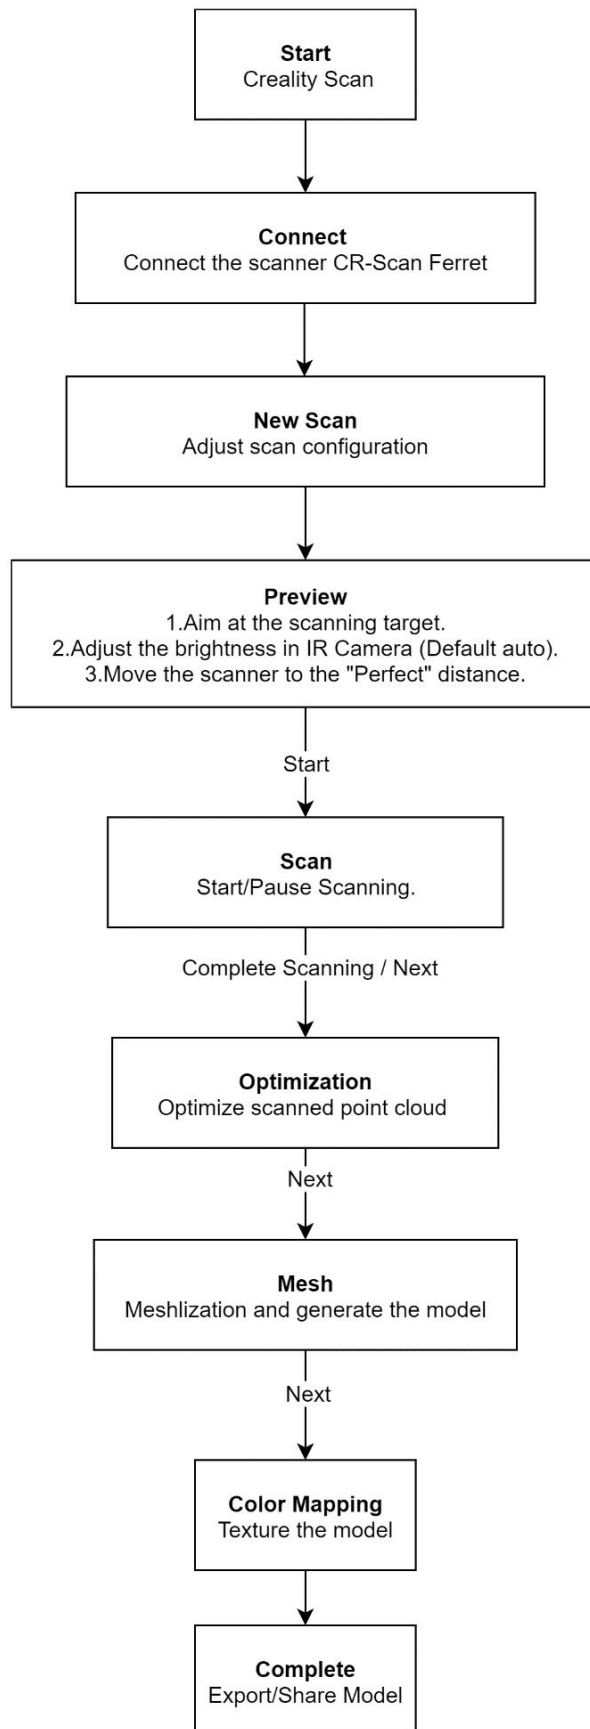 Start
Creality Scan
Connect
Connect the scanner CR-Scan Ferret
New Scan
Adjust scan configuration
Preview
1.Aim at the scanning target.
2.Adjust the brightness in IR Camera (Default auto).
3.Move the scanner to the "Perfect" distance.
Start
Scan
Start/Pause Scanning.
Complete Scanning / Next
Optimization
Optimize scanned point cloud
Next
Mesh
Meshlization and generate the model
Next
Color Mapping
Texture the model
Complete
Export/Share Model